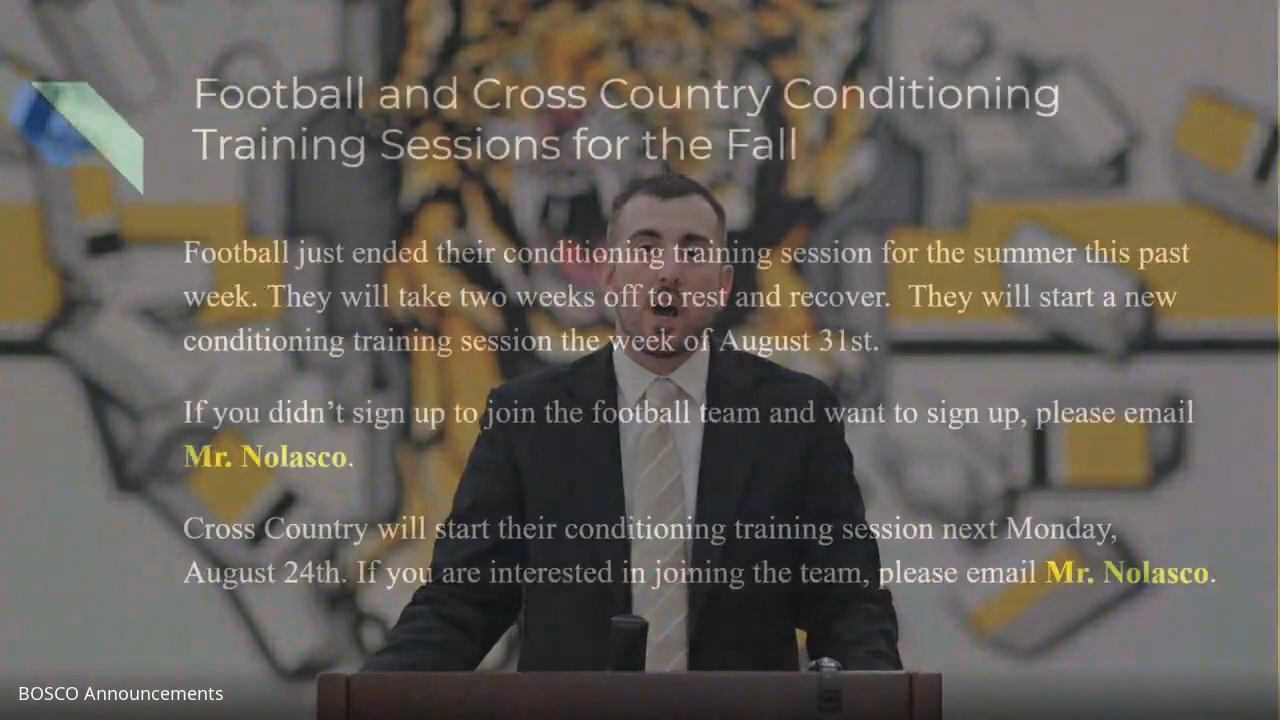 Football and Cross Country Conditioning
Training Sessions for the Fall
Football just ended their conditioning training session for the summer this past
week. They will take two weeks off to rest and recover.  They will start a new
conditioning training session the week of August 31st.
If you didn’t sign up to join the football team and want to sign up, please email
Mr. Nolasco.
Cross Country will start their conditioning training session next Monday,
August 24th. If you are interested in joining the team, please email Mr. Nolasco.
BOSCO Announcements